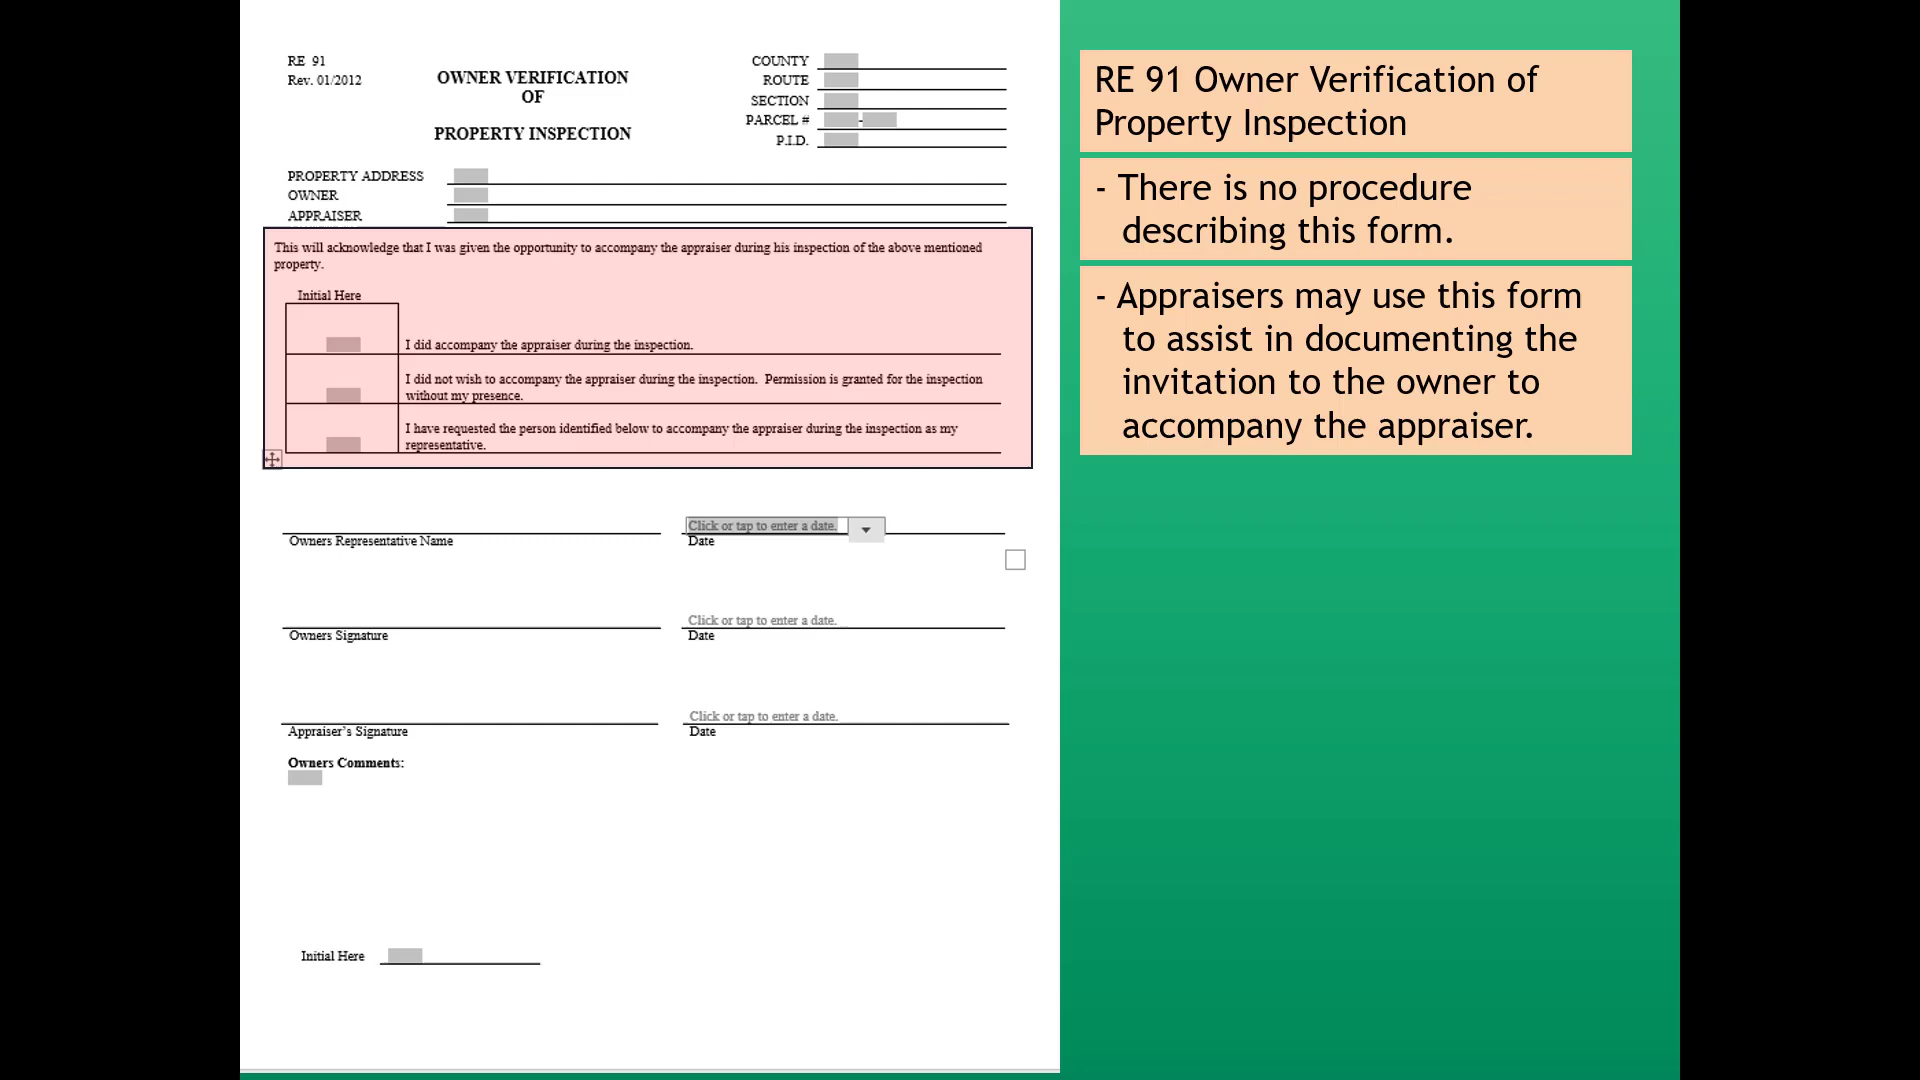 RE 91
Rev. 01/2012
OWNER VERIFICATION
OF
PROPERTY INSPECTION
COUNTY
ROUTE
SECTION
PARCEL # -
P.I.D.
PROPERTY ADDRESS
OWNER
APPRAISER
This will acknowledge that I was given the opportunity to accompany the appraiser during his inspection of the above mentioned
property.
Initial Here
I did accompany the appraiser during the inspection.
I did not wish to accompany the appraiser during the inspection. Permission is granted for the inspection
without my presence.
I have requested the person identified below to accompany the appraiser during the inspection as my
representative.
Click or tap to enter a date.
Owners Representative Name
Date
Click or tap to enter a date.
Owners Signature
Date
Click or tap to enter a date.
Appraiser's Signature
Date
Owners Comments:
Initial Here
RE 91 Owner Verification of
Property Inspection
- There is no procedure
describing this form.
- Appraisers may use this form
to assist in documenting the
invitation to the owner to
accompany the appraiser.